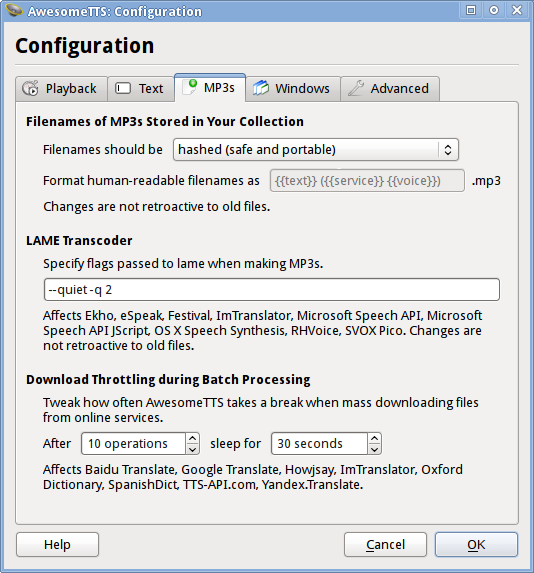 AwesomeTTS: Configuration
Configuration
Playback
Text
MP3s
Windows
Advanced
Filenames of MP3s Stored in Your Collection
Filenames should be hashed (safe and portable)
Format human-readable filenames as {{text}} ({{service}} {{voice}}) .mp3
Changes are not retroactive to old files.
LAME Transcoder
Specify flags passed to lame when making MP3s.
--quiet -q 2
Affects Ekho, eSpeak, Festival, ImTranslator, Microsoft Speech API, Microsoft
Speech API JScript, OS X Speech Synthesis, RHVoice, SVOX Pico. Changes are
not retroactive to old files.
Download Throttling during Batch Processing
Tweak how often AwesomeTTS takes a break when mass downloading files
from online services.
After 10 operations sleep for 30 seconds
Affects Baidu Translate, Google Translate, Howjsay, ImTranslator, Oxford
Dictionary, SpanishDict, TTS-API.com, Yandex.Translate.
Help
Cancel
OK